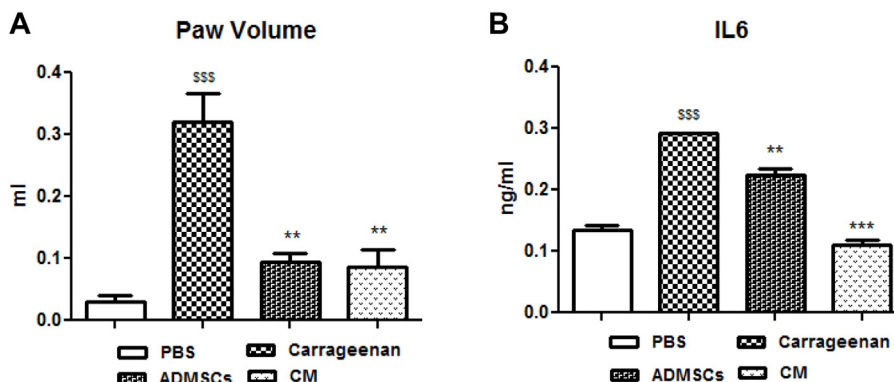 A
Paw Volume
0.4
0.3
0.2
0.1
0.0
ml
$$$
**
**
PBS
Carrageenan
ADMSCs
CM
B
IL6
0.4
0.3
0.2
0.1
0.0
ng/ml
$$$
**
***
PBS
Carrageenan
ADMSCs
CM